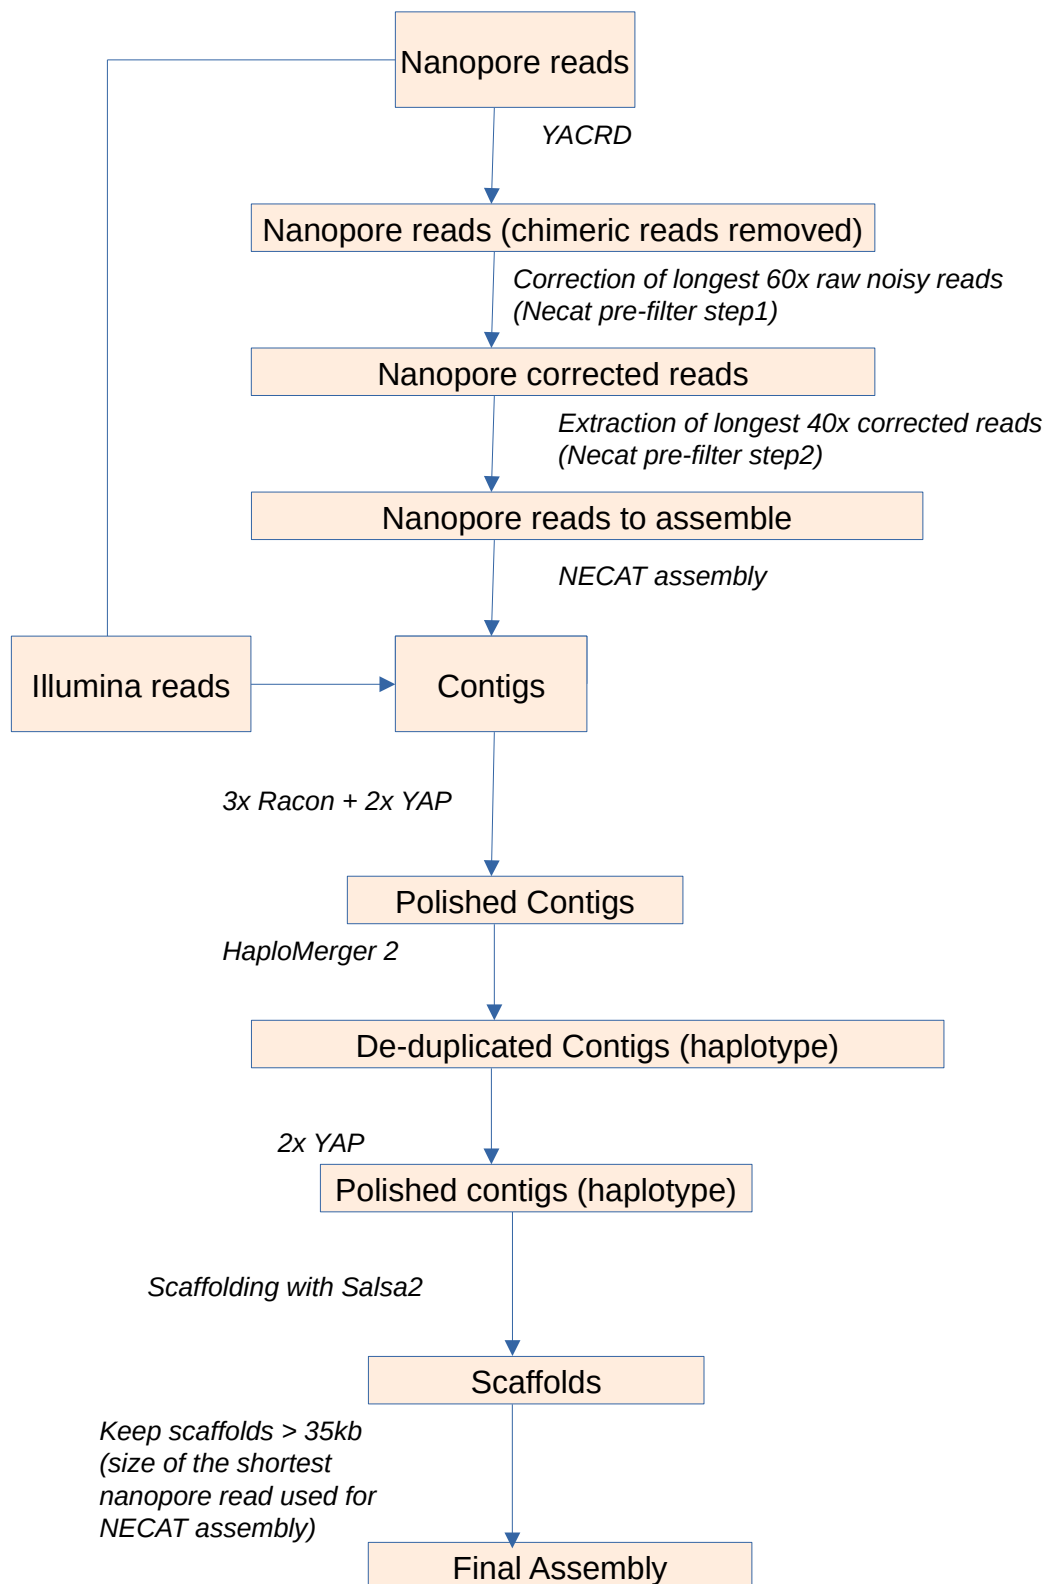 Nanopore reads
YACRD
Nanopore reads (chimeric reads removed)
Correction of longest 60x raw noisy reads
(Necat pre-filter step1)
Nanopore corrected reads
Extraction of longest 40x corrected reads
(Necat pre-filter step2)
Nanopore reads to assemble
NECAT assembly
Illumina reads
Contigs
3x Racon + 2x YAP
Polished Contigs
HaploMerger 2
De-duplicated Contigs (haplotype)
2x YAP
Polished contigs (haplotype)
Scaffolding with Salsa2
Scaffolds
Keep scaffolds > 35kb
(size of the shortest
nanopore read used for
NECAT assembly)
Final Assembly